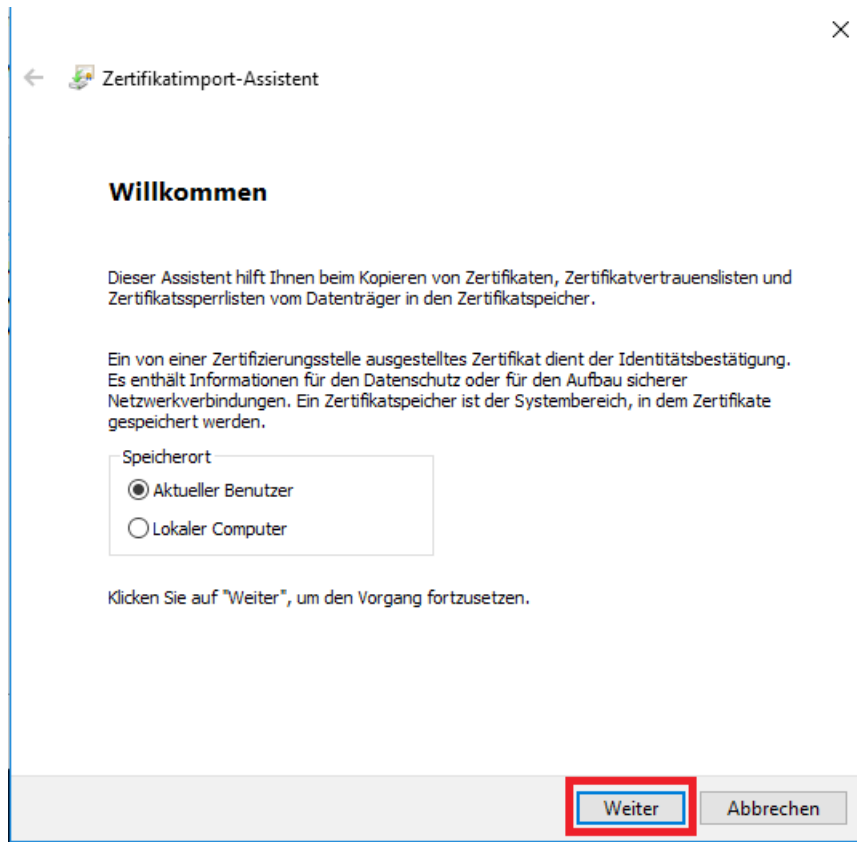 Zertifikatimport-Assistent
Willkommen
Dieser Assistent hilft Ihnen beim Kopieren von Zertifikaten, Zertifikatvertrauenslisten und
Zertifikatssperrlisten vom Datenträger in den Zertifikatspeicher.
Ein von einer Zertifizierungsstelle ausgestelltes Zertifikat dient der Identitätsbestätigung.
Es enthält Informationen für den Datenschutz oder für den Aufbau sicherer
Netzwerkverbindungen. Ein Zertifikatspeicher ist der Systembereich, in dem Zertifikate
gespeichert werden.
Speicherort
Aktueller Benutzer
Lokaler Computer
Klicken Sie auf "Weiter", um den Vorgang fortzusetzen.
Weiter Abbrechen